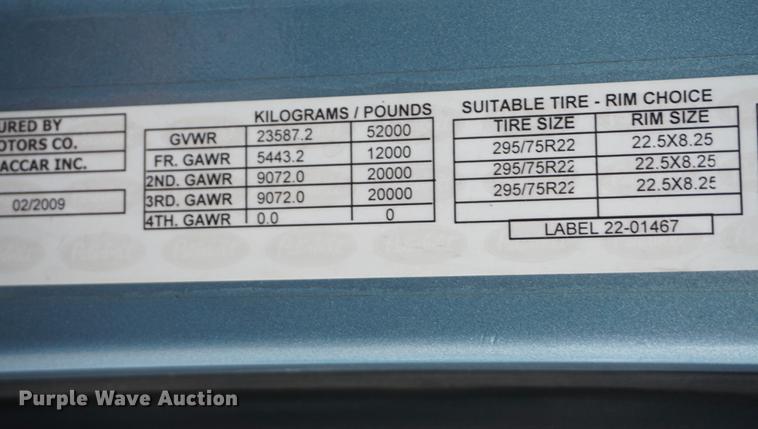 URED BY
OTORS CO.
ACCAR INC.
02/2009
KILOGRAMS / POUNDS
GVWR 23587.2 52000
FR. GAWR 5443.2 12000
2ND. GAWR 9072.0 20000
3RD. GAWR 9072.0 20000
4TH. GAWR 0.0 0
SUITABLE TIRE - RIM CHOICE
TIRE SIZE RIM SIZE
295/75R22 22.5X8.25
295/75R22 22.5X8.25
295/75R22 22.5X8.25
LABEL 22-01467
Purple Wave Auction